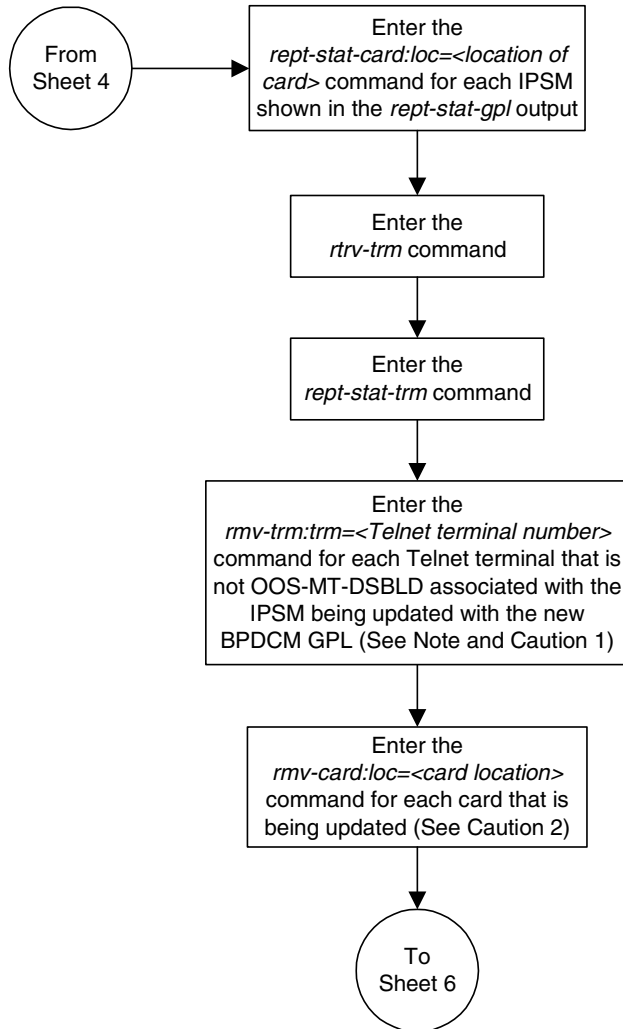 From
Sheet 4
Enter the
rept-stat-card:loc=<location of
card> command for each IPSM
shown in the rept-stat-gpl output
Enter the
rtrv-trm command
Enter the
rept-stat-trm command
Enter the
rmv-trm:trm=<Telnet terminal number>
command for each Telnet terminal that is
not OOS-MT-DSBLD associated with the
IPSM being updated with the new
BPDCM GPL (See Note and Caution 1)
Enter the
rmv-card:loc=<card location>
command for each card that is
being updated (See Caution 2)
To
Sheet 6